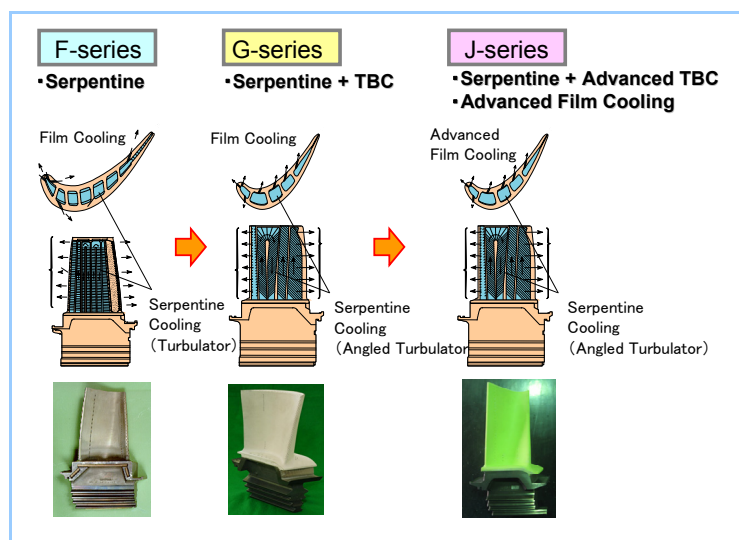 F-series
・Serpentine
Film Cooling
Serpentine
Cooling
（Turbulator）
G-series
・Serpentine + TBC
Film Cooling
Serpentine
Cooling
（Angled Turbulator
J-series
・Serpentine + Advanced TBC
・Advanced Film Cooling
Advanced
Film Cooling
Serpentine
Cooling
（Angled Turbulator）